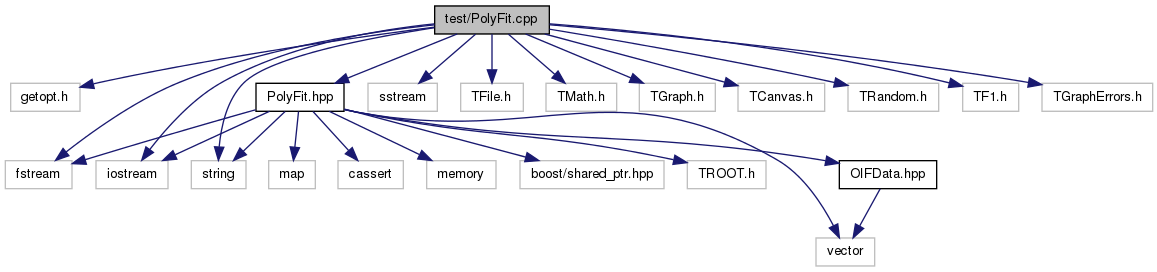 test/PolyFit.cpp
getopt.h
PolyFit.hpp
sstream
TFile.h
TMath.h
TGraph.h
TCanvas.h
TRandom.h
TF1.h
TGraphErrors.h
fstream
iostream
string
map
cassert
memory
boost/shared_ptr.hpp
TROOT.h
OIFData.hpp
vector